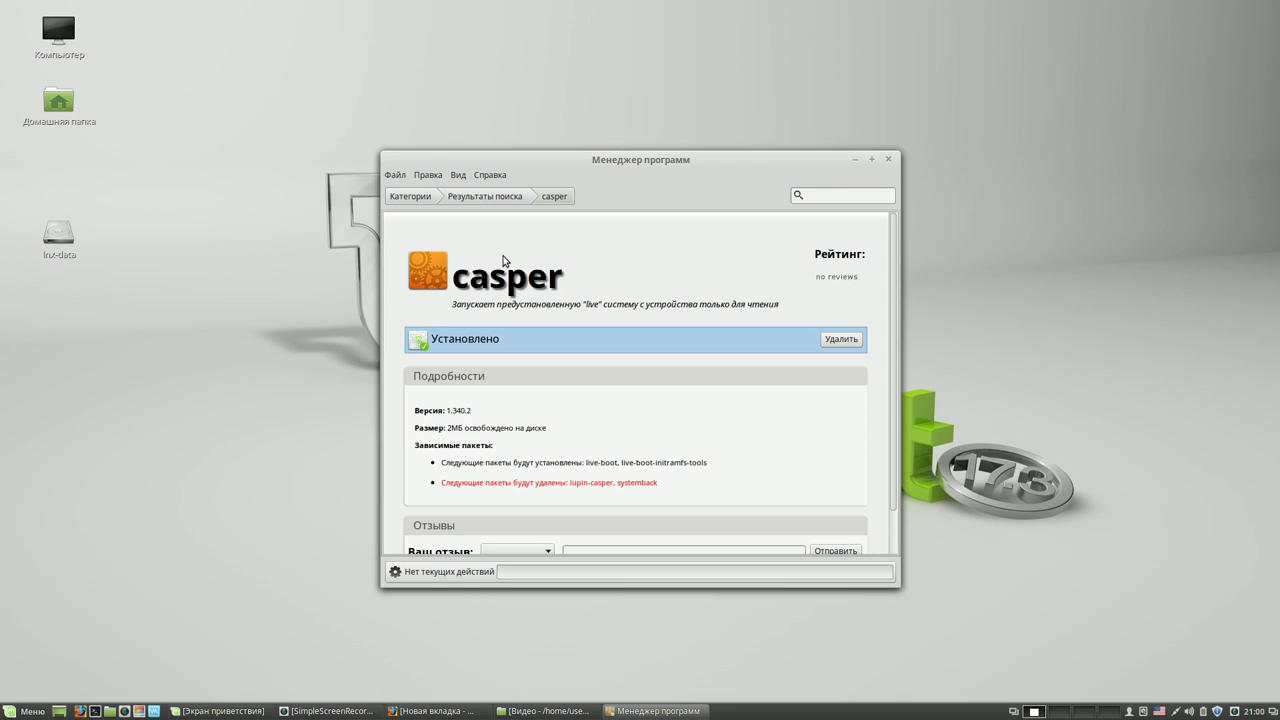 Компьютер
Домашняя папка
lnx-data
Менеджер программ
Файл Правка Вид Справка
Категории Результаты поиска casper
casper
Рейтинг:
no reviews
Запускает предустановленную "live" систему с устройства только для чтения
Установлено Удалить
Подробности
Версия: 1.340.2
Размер: 2МБ освобождено на диске
Зависимые пакеты:
Следующие пакеты будут установлены: live-boot, live-boot-initramfs-tools
Следующие пакеты будут удалены: lupin-casper, systemback
Отзывы
Ваш отзыв: Отправить
Нет текущих действий
17.3
Меню [Экран приветствия] [SimpleScreenRecor... [Новая вкладка - ... [Видео - /home/use... Менеджер программ 21:00